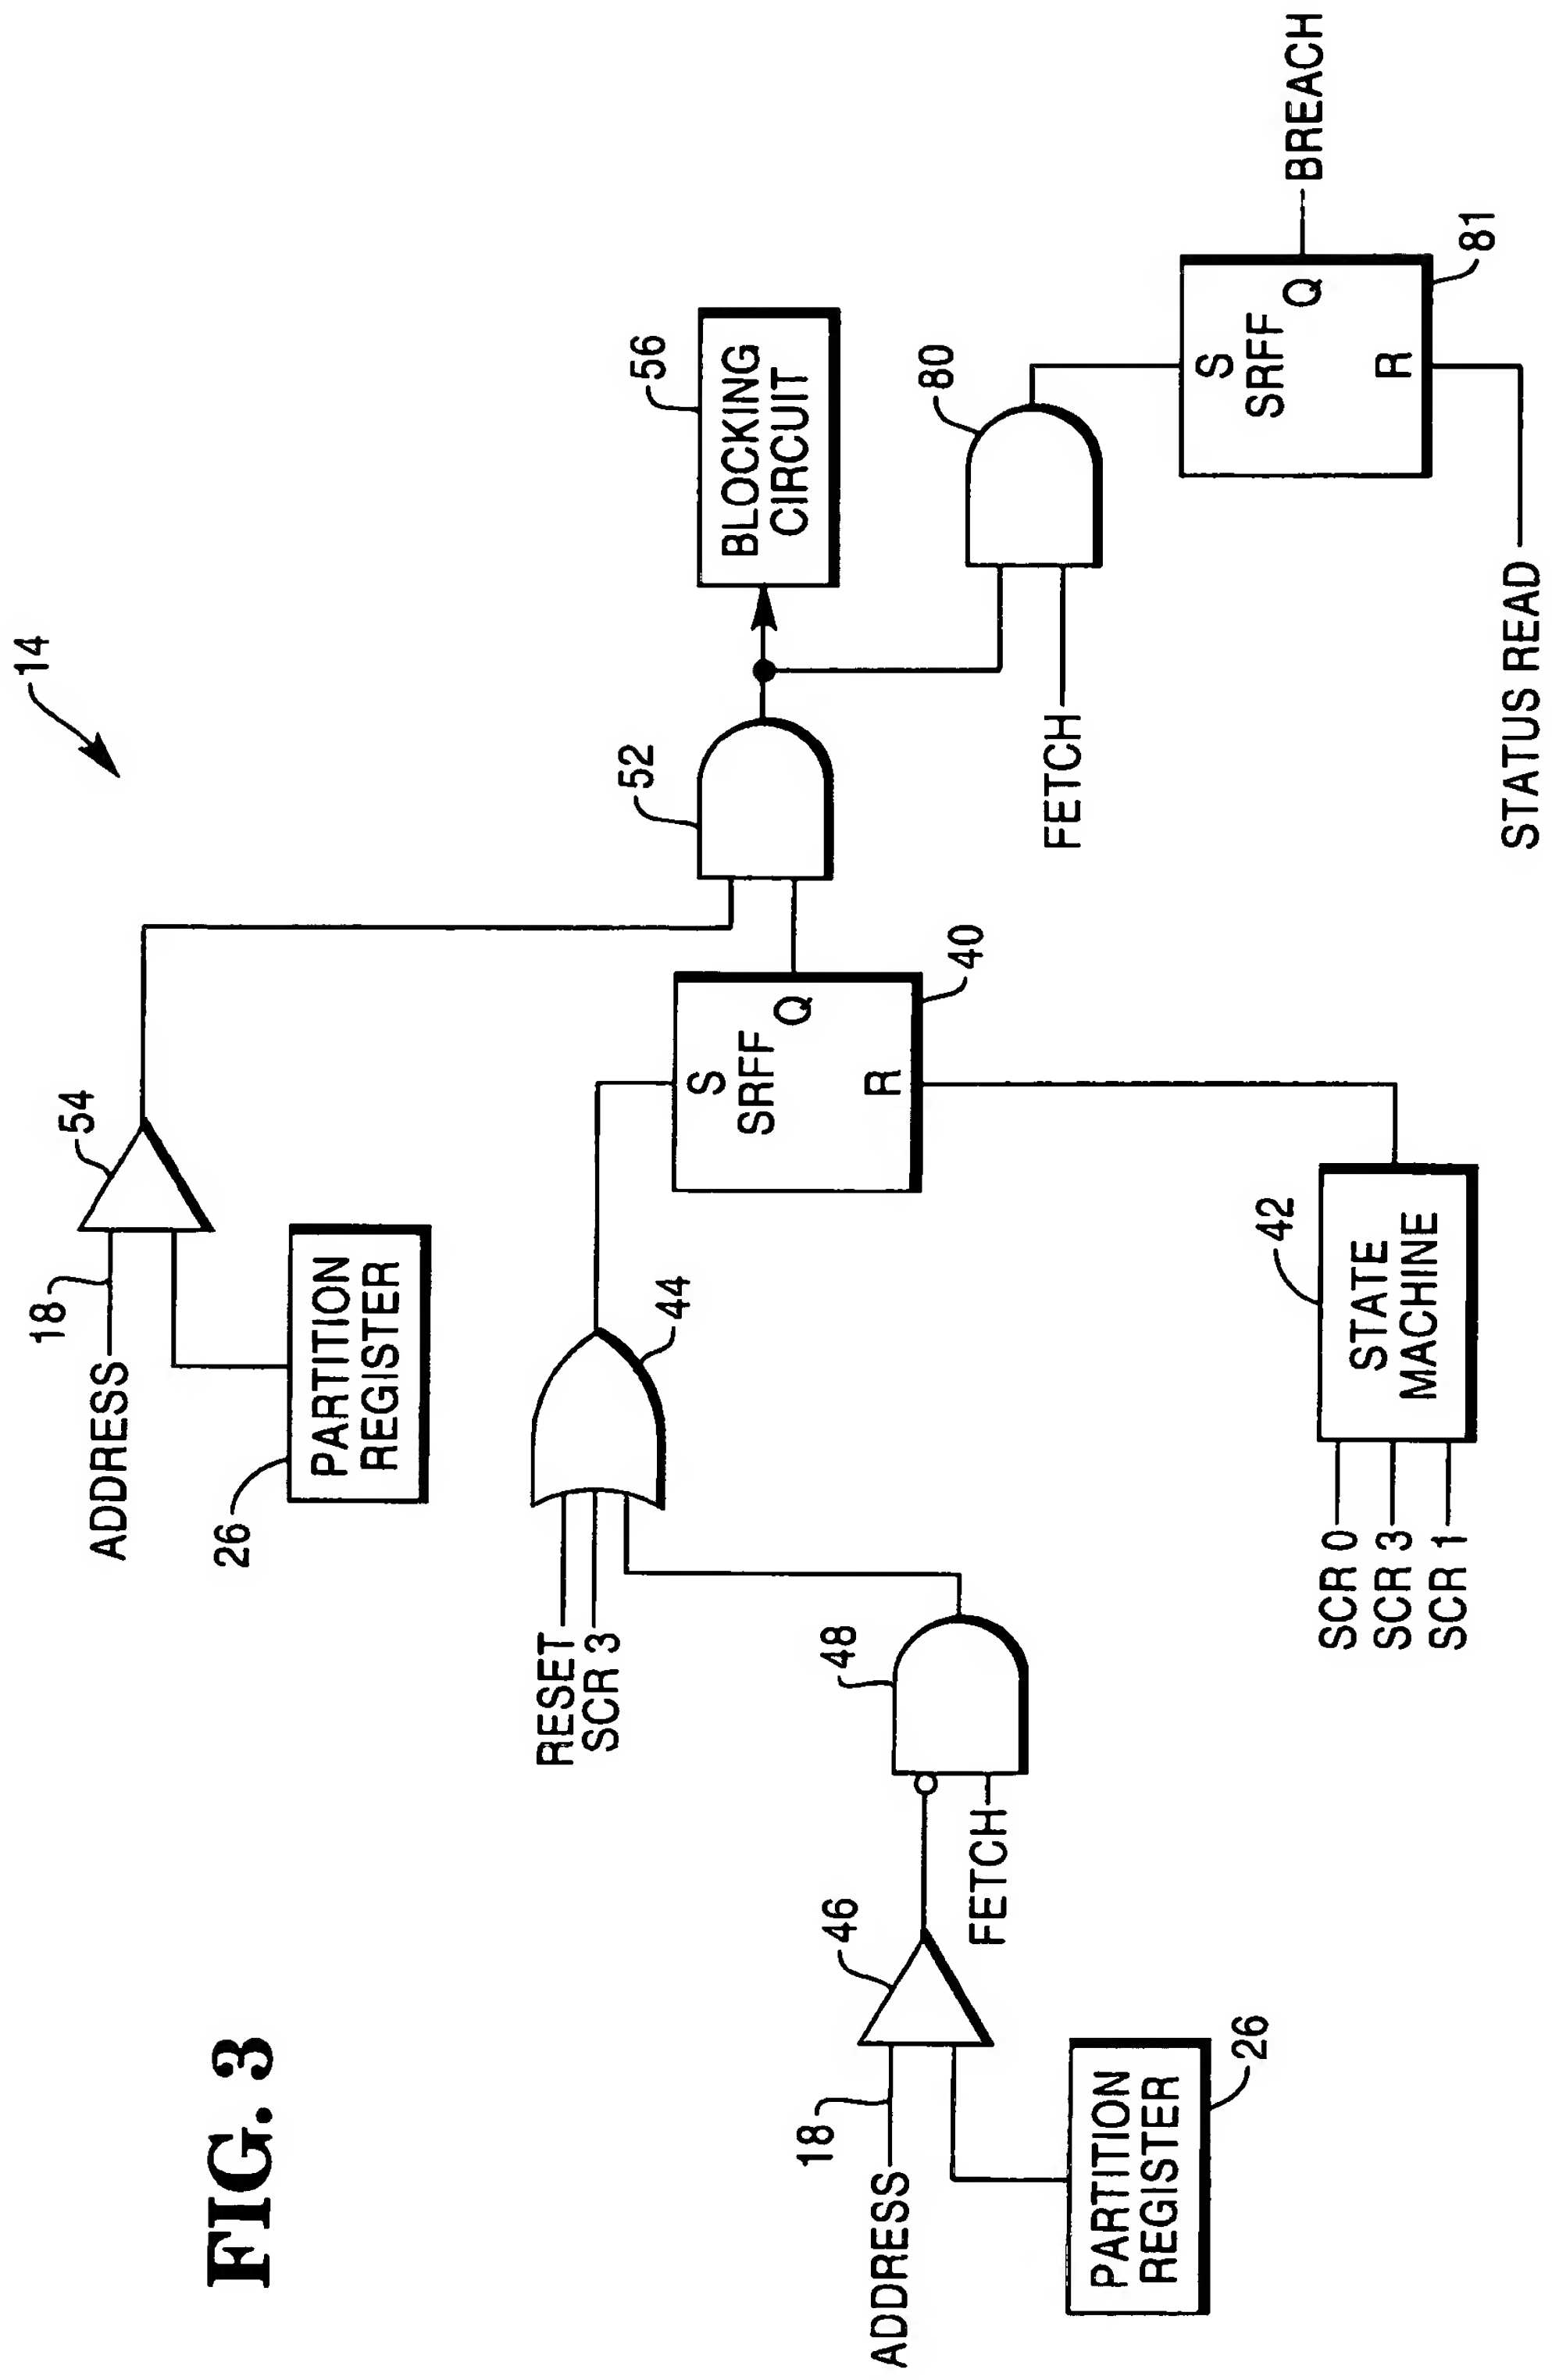 FIG. 3
14
ADDRESS
18
54
26
PARTITION
REGISTER
RESET
SCR 3
44
52
56
BLOCKING
CIRCUIT
S
SRFF
Q
R
40
ADDRESS
18
46
FETCH
48
PARTITION
REGISTER
26
FETCH
80
SCR 0
SCR 3
SCR 1
42
STATE
MACHINE
S
SRFF
Q
R
BREACH
81
STATUS READ